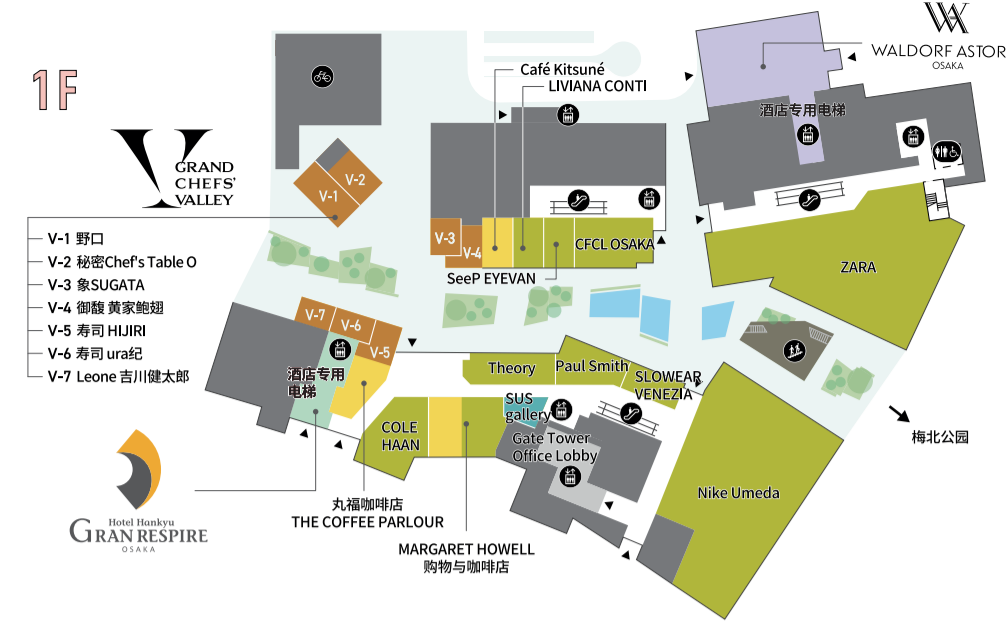 1F
Café Kitsuné
LIVIANA CONTI
WALDORF ASTOR
OSAKA
酒店专用电梯
GRAND
CHEFS'
VALLEY
V-1
V-2
V-3
V-4
CFCL OSAKA
SeeP EYEVAN
ZARA
V-1 野口
V-2 秘密Chef's Table O
V-3 象SUGATA
V-4 御馥 黄家鲍翅
V-5 寿司 HIJIRI
V-6 寿司 ura纪
V-7 Leone 吉川健太郎
V-7
V-6
V-5
酒店专用
电梯
Theory
Paul Smith
SLOWEAR
VENEZIA
COLE
HAAN
SUS
gallery
Gate Tower
Office Lobby
梅北公园
Nike Umeda
Hotel Hankyu
GRAN RESPIRE
OSAKA
丸福咖啡店
THE COFFEE PARLOUR
MARGARET HOWELL
购物与咖啡店